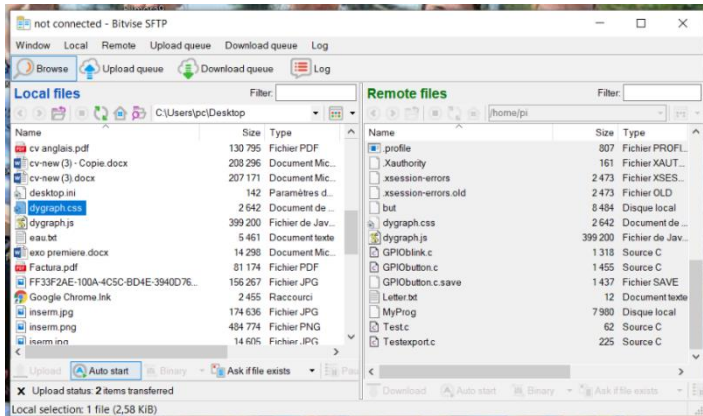 not connected - Bitvise SFTP
Window Local Remote Upload queue Download queue Log
Browse Upload queue Download queue Log
Local files Filter:
C:\Users\pc\Desktop
Name Size Type
cv anglais.pdf 130 795 Fichier PDF
cv-new (3) - Copie.docx 208 296 Document Mic...
cv-new (3).docx 207 171 Document Mic...
desktop.ini 142 Paramètres d...
dygraph.css 2 642 Document de ...
dygraph.js 399 200 Fichier de Jav...
eau.txt 5 461 Document texte
exo premiere.docx 14 298 Document Mic...
Factura.pdf 81 174 Fichier PDF
FF33F2AE-100A-4C5C-BD4E-3940D76... 156 267 Fichier JPG
Google Chrome.lnk 2 455 Raccourci
inserm.jpg 174 636 Fichier JPG
inserm.png 484 774 Fichier PNG
14 605 Fichier JPG
Upload Auto start Binary Ask if file exists Pau
X Upload status: 2 items transferred
Local selection: 1 file (2,58 KiB)
Remote files Filter:
/home/pi
Name Size Type
.profile 807 Fichier PROFI...
.Xauthority 161 Fichier XAUT...
.xsession-errors 2 473 Fichier XSES...
.xsession-errors.old 2 473 Fichier OLD
but 8 484 Disque local
dygraph.css 2 642 Document de ...
dygraph.js 399 200 Fichier de Jav...
GPIOblink.c 1 318 Source C
GPIObutton.c 1 455 Source C
GPIObutton.c.save 1 437 Fichier SAVE
Letter.txt 12 Document texte
MyProg 7 980 Disque local
Test.c 62 Source C
Testexport.c 225 Source C
Download Auto start Binary Ask if file exists